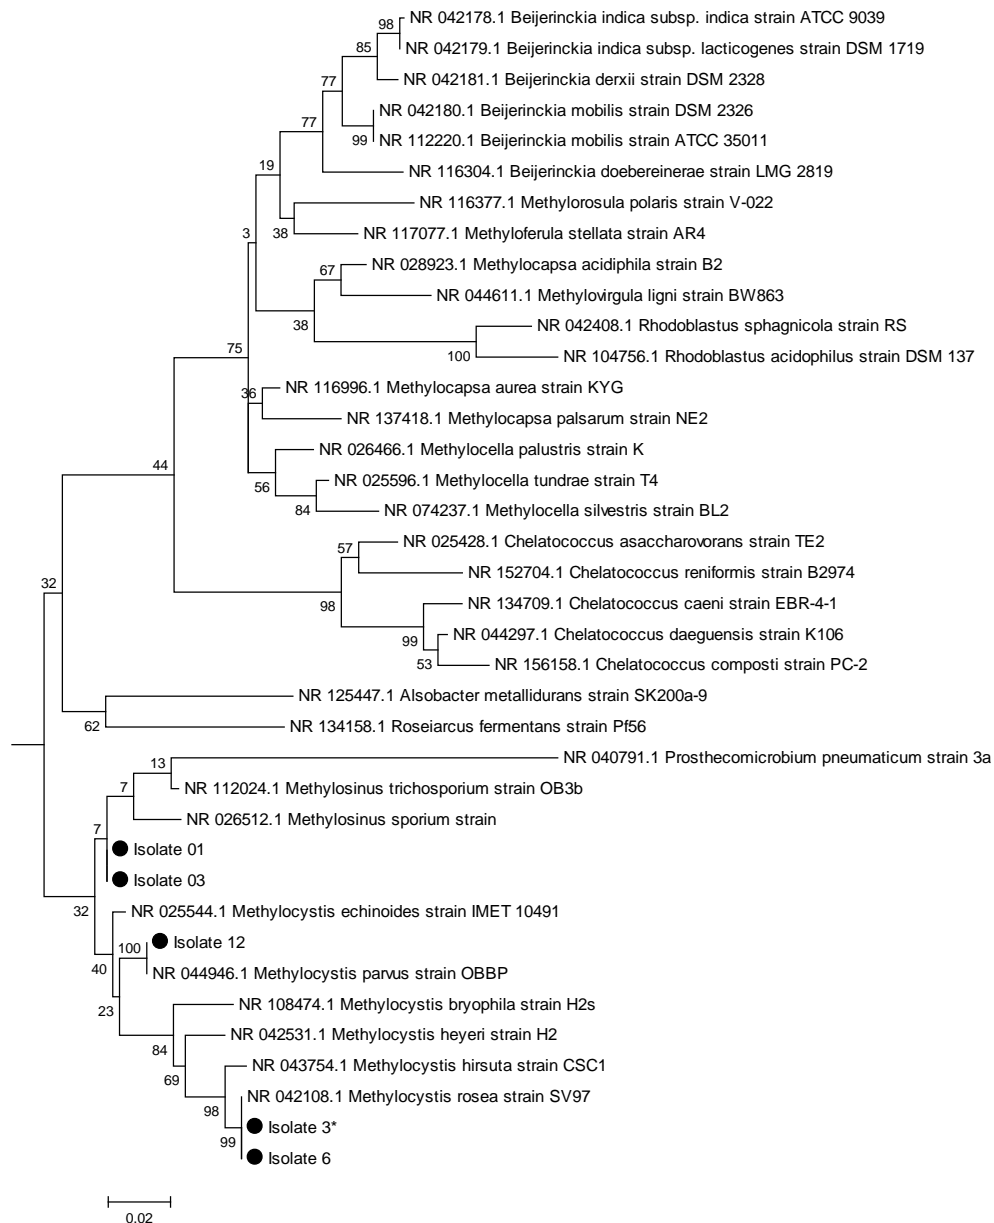 NR 042178.1 Beijerinckia indica subsp. indica strain ATCC 9039
98
NR 042179.1 Beijerinckia indica subsp. lacticogenes strain DSM 1719
85
NR 042181.1 Beijerinckia derxii strain DSM 2328
77
NR 042180.1 Beijerinckia mobilis strain DSM 2326
77
NR 112220.1 Beijerinckia mobilis strain ATCC 35011
99
NR 116304.1 Beijerinckia doebereinerae strain LMG 2819
19
NR 116377.1 Methylorosula polaris strain V-022
3
38
NR 117077.1 Methyloferula stellata strain AR4
NR 028923.1 Methylocapsa acidiphila strain B2
67
NR 044611.1 Methylovirgula ligni strain BW863
38
NR 042408.1 Rhodoblastus sphagnicola strain RS
75
100
NR 104756.1 Rhodoblastus acidophilus strain DSM 137
36
NR 116996.1 Methylocapsa aurea strain KYG
NR 137418.1 Methylocapsa palsarum strain NE2
NR 026466.1 Methylocella palustris strain K
44
56
NR 025596.1 Methylocella tundrae strain T4
84
NR 074237.1 Methylocella silvestris strain BL2
NR 025428.1 Chelatococcus asaccharovorans strain TE2
57
NR 152704.1 Chelatococcus reniformis strain B2974
32
98
NR 134709.1 Chelatococcus caeni strain EBR-4-1
99
NR 044297.1 Chelatococcus daeguensis strain K106
53
NR 156158.1 Chelatococcus composti strain PC-2
NR 125447.1 Alsobacter metallidurans strain SK200a-9
62
NR 134158.1 Roseiarcus fermentans strain Pf56
NR 040791.1 Prosthecomicrobium pneumaticum strain 3a
13
7
NR 112024.1 Methylosinus trichosporium strain OB3b
NR 026512.1 Methylosinus sporium strain
7
Isolate 01
Isolate 03
32
NR 025544.1 Methylocystis echinoides strain IMET 10491
100
Isolate 12
40
NR 044946.1 Methylocystis parvus strain OBBP
23
NR 108474.1 Methylocystis bryophila strain H2s
84
NR 042531.1 Methylocystis heyeri strain H2
69
NR 043754.1 Methylocystis hirsuta strain CSC1
98
NR 042108.1 Methylocystis rosea strain SV97
Isolate 3*
99
Isolate 6
0.02